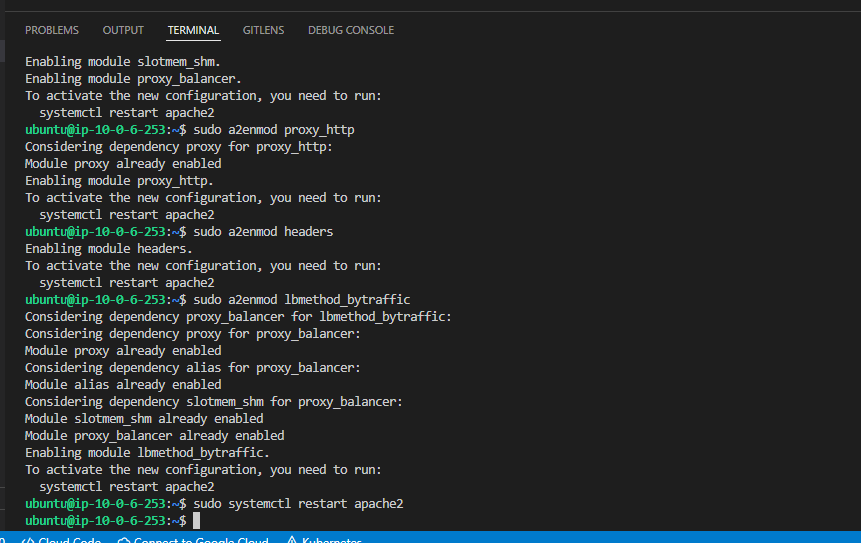 PROBLEMS OUTPUT TERMINAL GITLENS DEBUG CONSOLE
Enabling module slotmem_shm.
Enabling module proxy_balancer.
To activate the new configuration, you need to run:
  systemctl restart apache2
ubuntu@ip-10-0-6-253:~$ sudo a2enmod proxy_http
Considering dependency proxy for proxy_http:
Module proxy already enabled
Enabling module proxy_http.
To activate the new configuration, you need to run:
  systemctl restart apache2
ubuntu@ip-10-0-6-253:~$ sudo a2enmod headers
Enabling module headers.
To activate the new configuration, you need to run:
  systemctl restart apache2
ubuntu@ip-10-0-6-253:~$ sudo a2enmod lbmethod_bytraffic
Considering dependency proxy_balancer for lbmethod_bytraffic:
Considering dependency proxy for proxy_balancer:
Module proxy already enabled
Considering dependency alias for proxy_balancer:
Module alias already enabled
Considering dependency slotmem_shm for proxy_balancer:
Module slotmem_shm already enabled
Module proxy_balancer already enabled
Enabling module lbmethod_bytraffic.
To activate the new configuration, you need to run:
  systemctl restart apache2
ubuntu@ip-10-0-6-253:~$ sudo systemctl restart apache2
ubuntu@ip-10-0-6-253:~$
0 </> Cloud Code Connect to Google Cloud Kubernetes